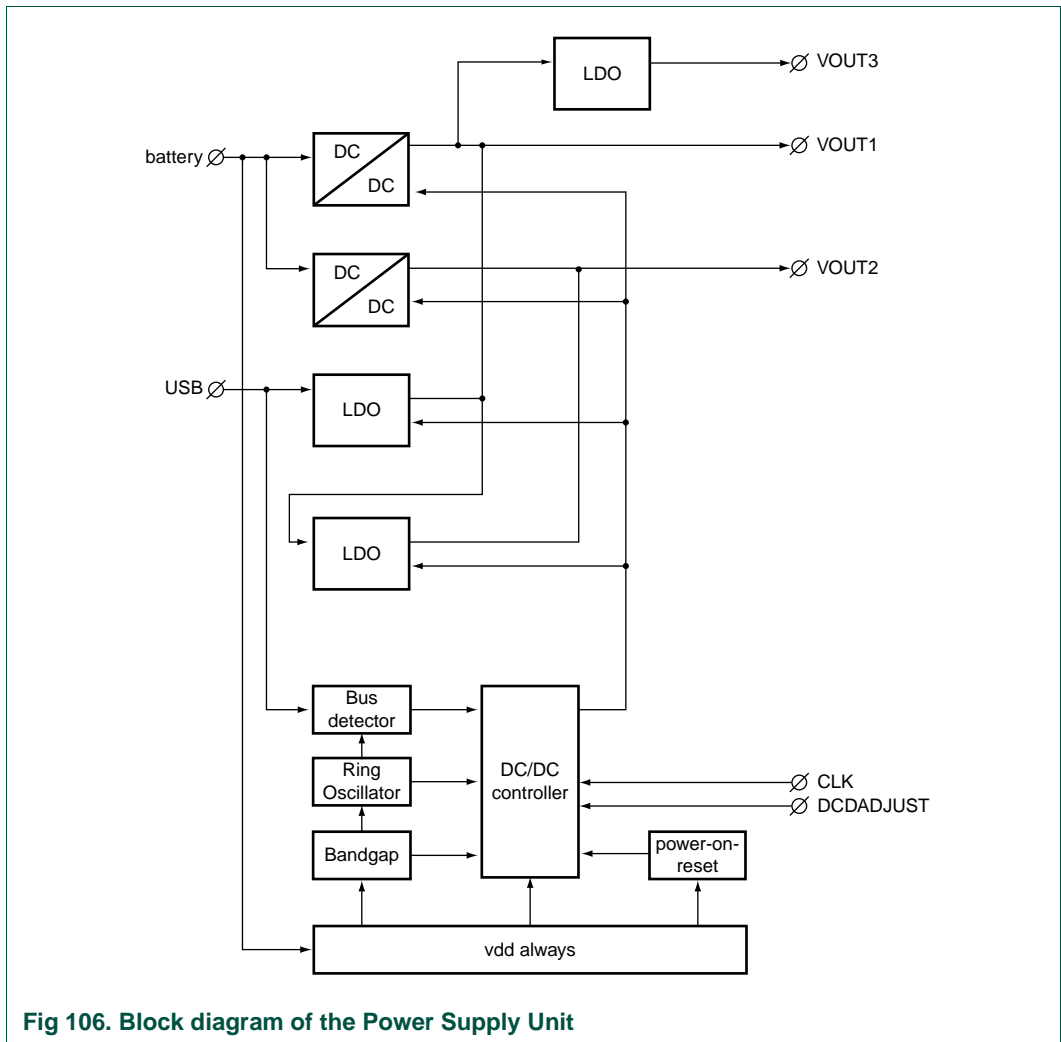 LDO
VOUT3
battery
DC
DC
VOUT1
DC
DC
VOUT2
USB
LDO
LDO
Bus
detector
Ring
Oscillator
DC/DC
controller
CLK
DCDADJUST
Bandgap
power-on-
reset
vdd always
Fig 106. Block diagram of the Power Supply Unit